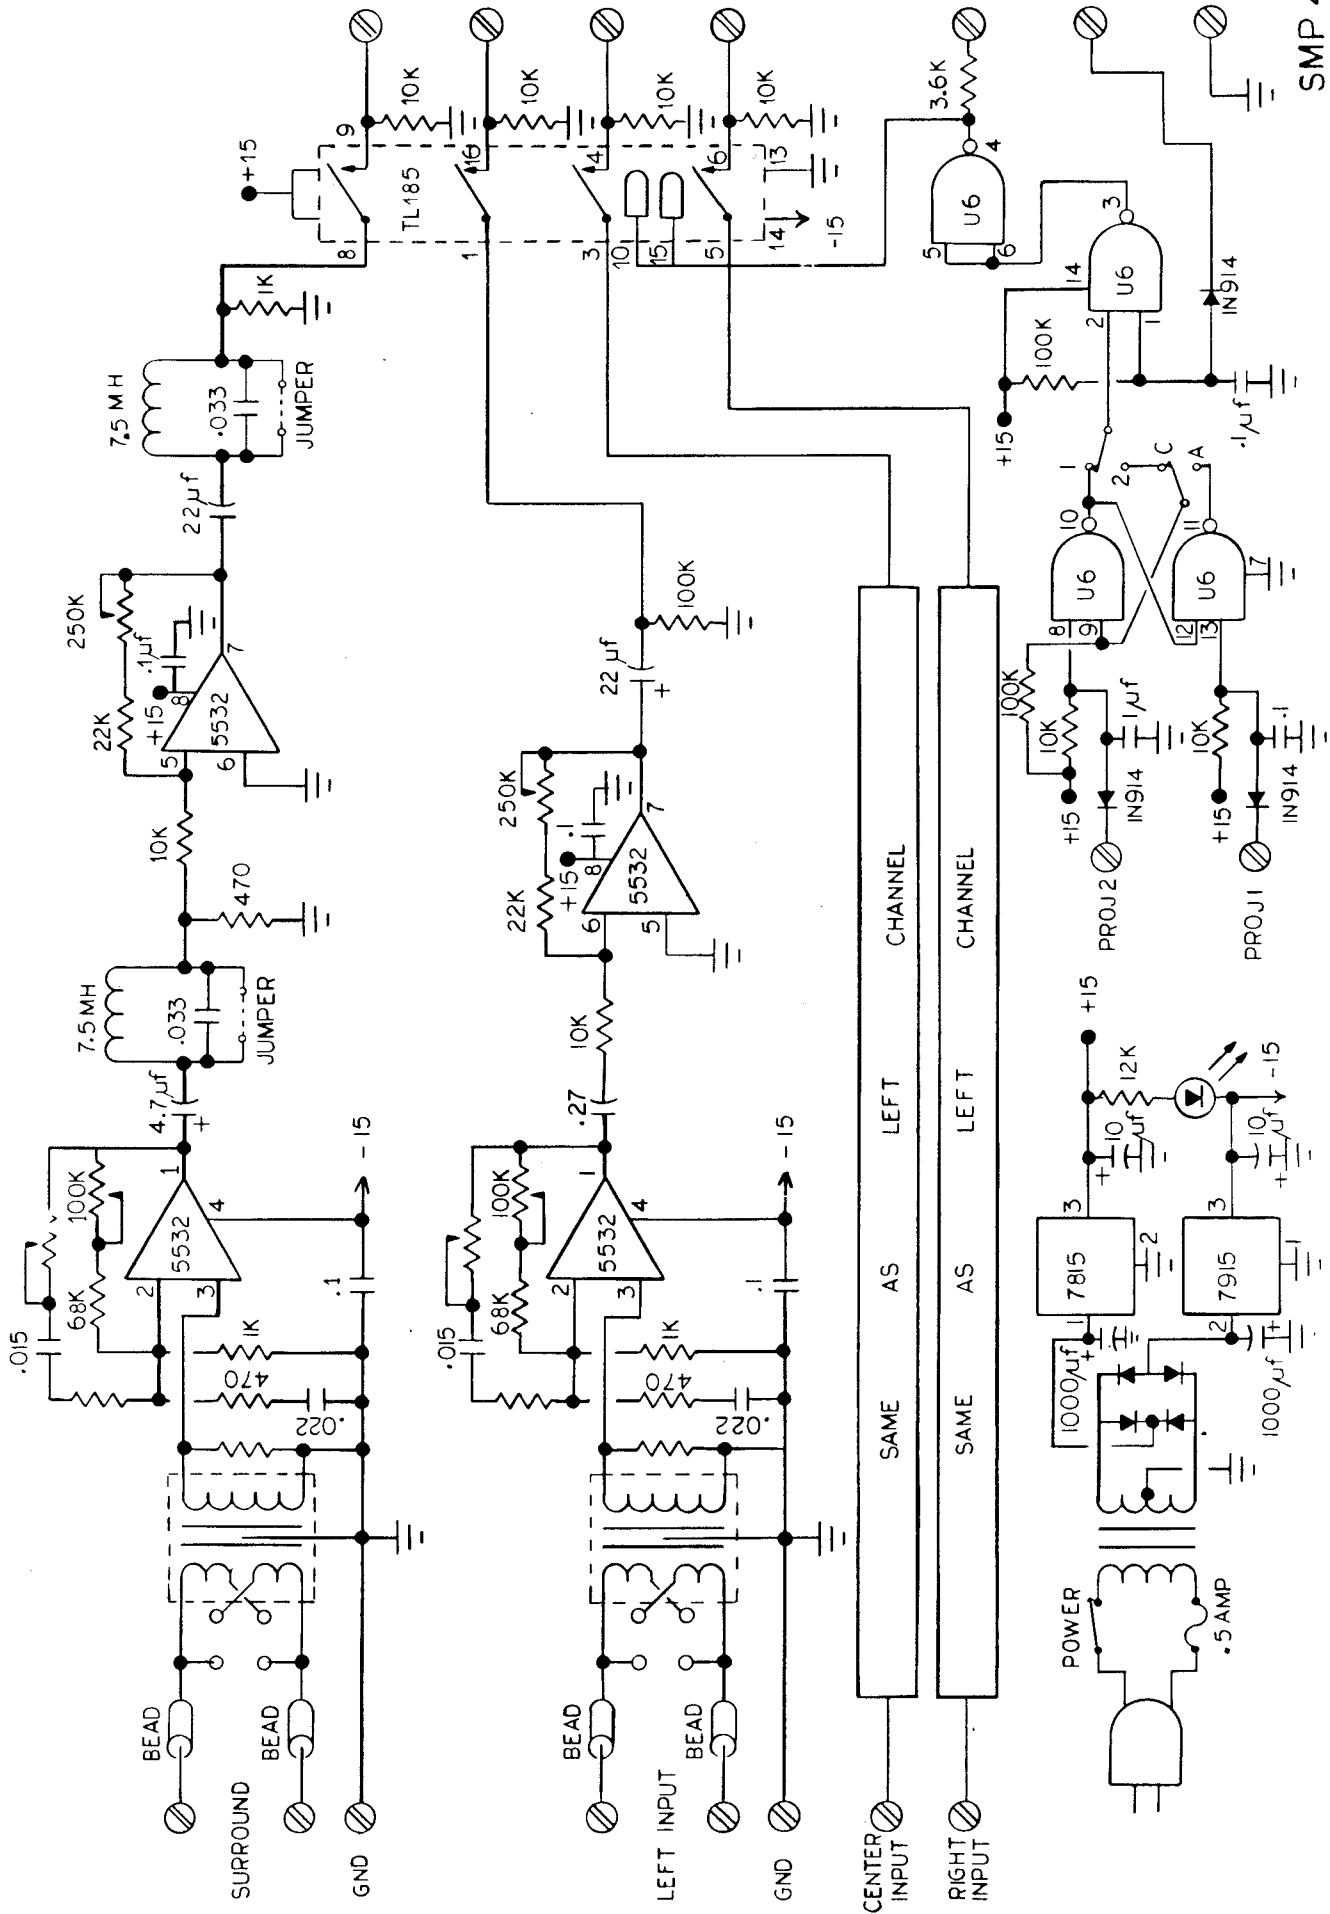 SURROUND
BEAD
BEAD
GND
.015
68K
100K
2
3
5532
1
4
470
1K
.022
.1
-15
4.7µf
+
7.5MH
.033
JUMPER
470
10K
22K
250K
+15
.1µf
8
5
6
5532
7
22µf
7.5MH
.033
JUMPER
1K
+15
8
9
TL185
10K
1
16
10K
3
4
10K
10
15
5
6
10K
14
13
-15
LEFT INPUT
BEAD
BEAD
GND
.015
68K
100K
2
3
5532
1
4
470
1K
.022
.1
-15
.27
10K
22K
250K
+15
.1
8
6
5
5532
7
22µf
+
100K
CENTER INPUT
SAME AS LEFT CHANNEL
RIGHT INPUT
SAME AS LEFT CHANNEL
POWER
.5AMP
1000µf
+
1
7815
3
2
+
10µf
12K
+15
1000µf
+
2
7915
3
1
10µf
+
-15
PROJ 2
IN914
1µf
+15
10K
100K
8
9
U6
10
PROJ 1
IN914
.1
+15
10K
12
13
U6
11
7
1
2
C
A
+15
100K
2
1
14
U6
3
.1µf
IN914
5
6
U6
4
3.6K
SMP 4